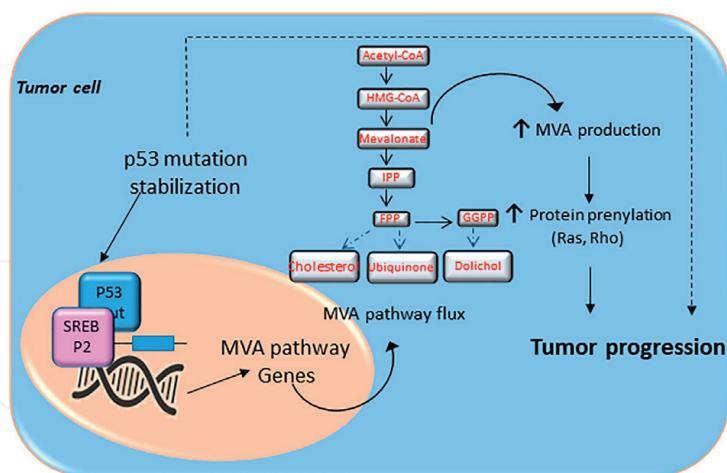 Tumor cell
p53 mutation
stabilization
P53
ut
SREB
P2
MVA pathway
Genes
Acetyl-CoA
HMG-CoA
Mevalonate
IPP
FPP
GGPP
Cholesterol
Ubiquinone
Dolichol
MVA pathway flux
↑ MVA production
↑ Protein prenylation
(Ras, Rho)
Tumor progression